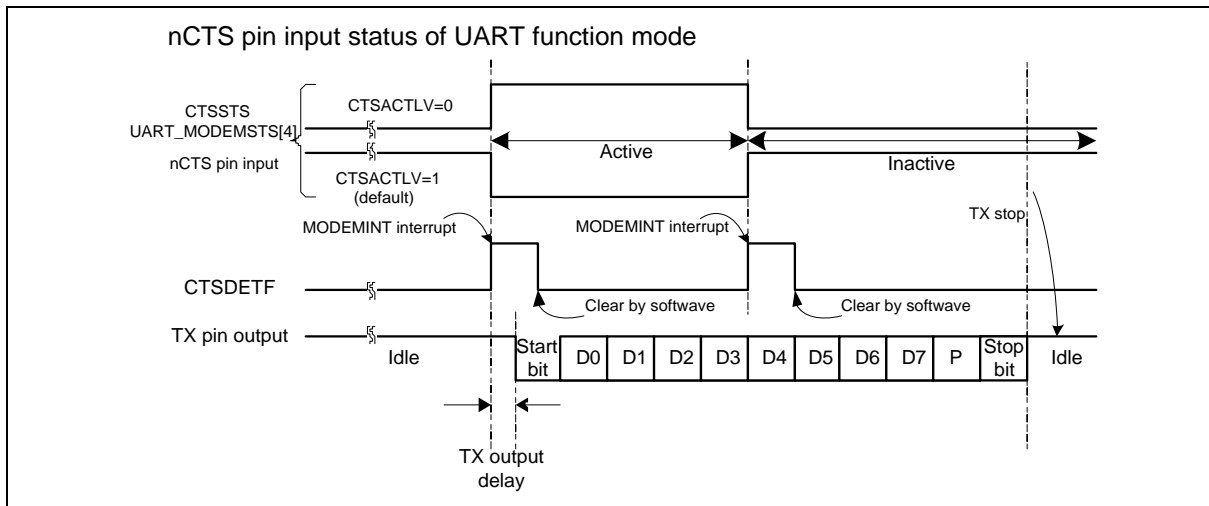 nCTS pin input status of UART function mode
CTSSTS
UART_MODEMSTS[4]
CTSACTLV=0
nCTS pin input
Active
Inactive
CTSACTLV=1
(default)
MODEMINT interrupt
MODEMINT interrupt
TX stop
CTSDETF
Clear by softwave
Clear by softwave
TX pin output
Idle
Start
bit
D0
D1
D2
D3
D4
D5
D6
D7
P
Stop
bit
Idle
TX output
delay